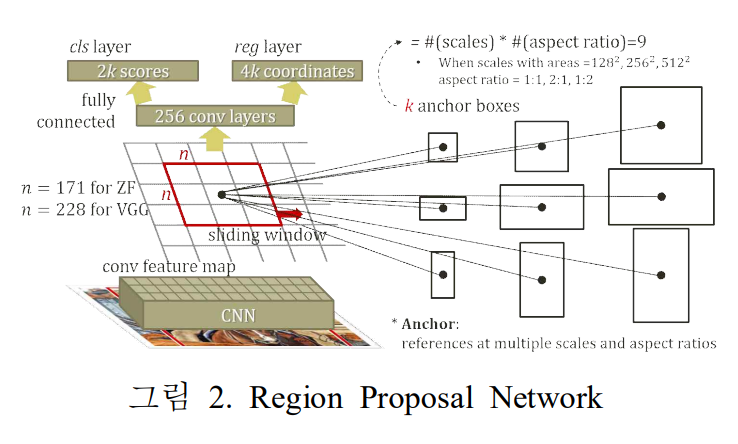 cls layer
reg layer
2k scores
4k coordinates
fully
connected
256 conv layers
= #(scales) * #(aspect ratio)=9
• When scales with areas =128², 256², 512²
aspect ratio = 1:1, 2:1, 1:2
k anchor boxes
n
n
n = 171 for ZF
n = 228 for VGG
sliding window
conv feature map
CNN
* Anchor:
references at multiple scales and aspect ratios
그림 2. Region Proposal Network